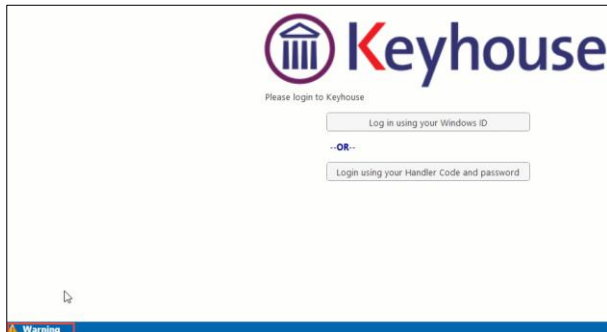 Keyhouse
Please login to Keyhouse
Log in using your Windows ID
--OR--
Login using your Handler Code and password
Warning